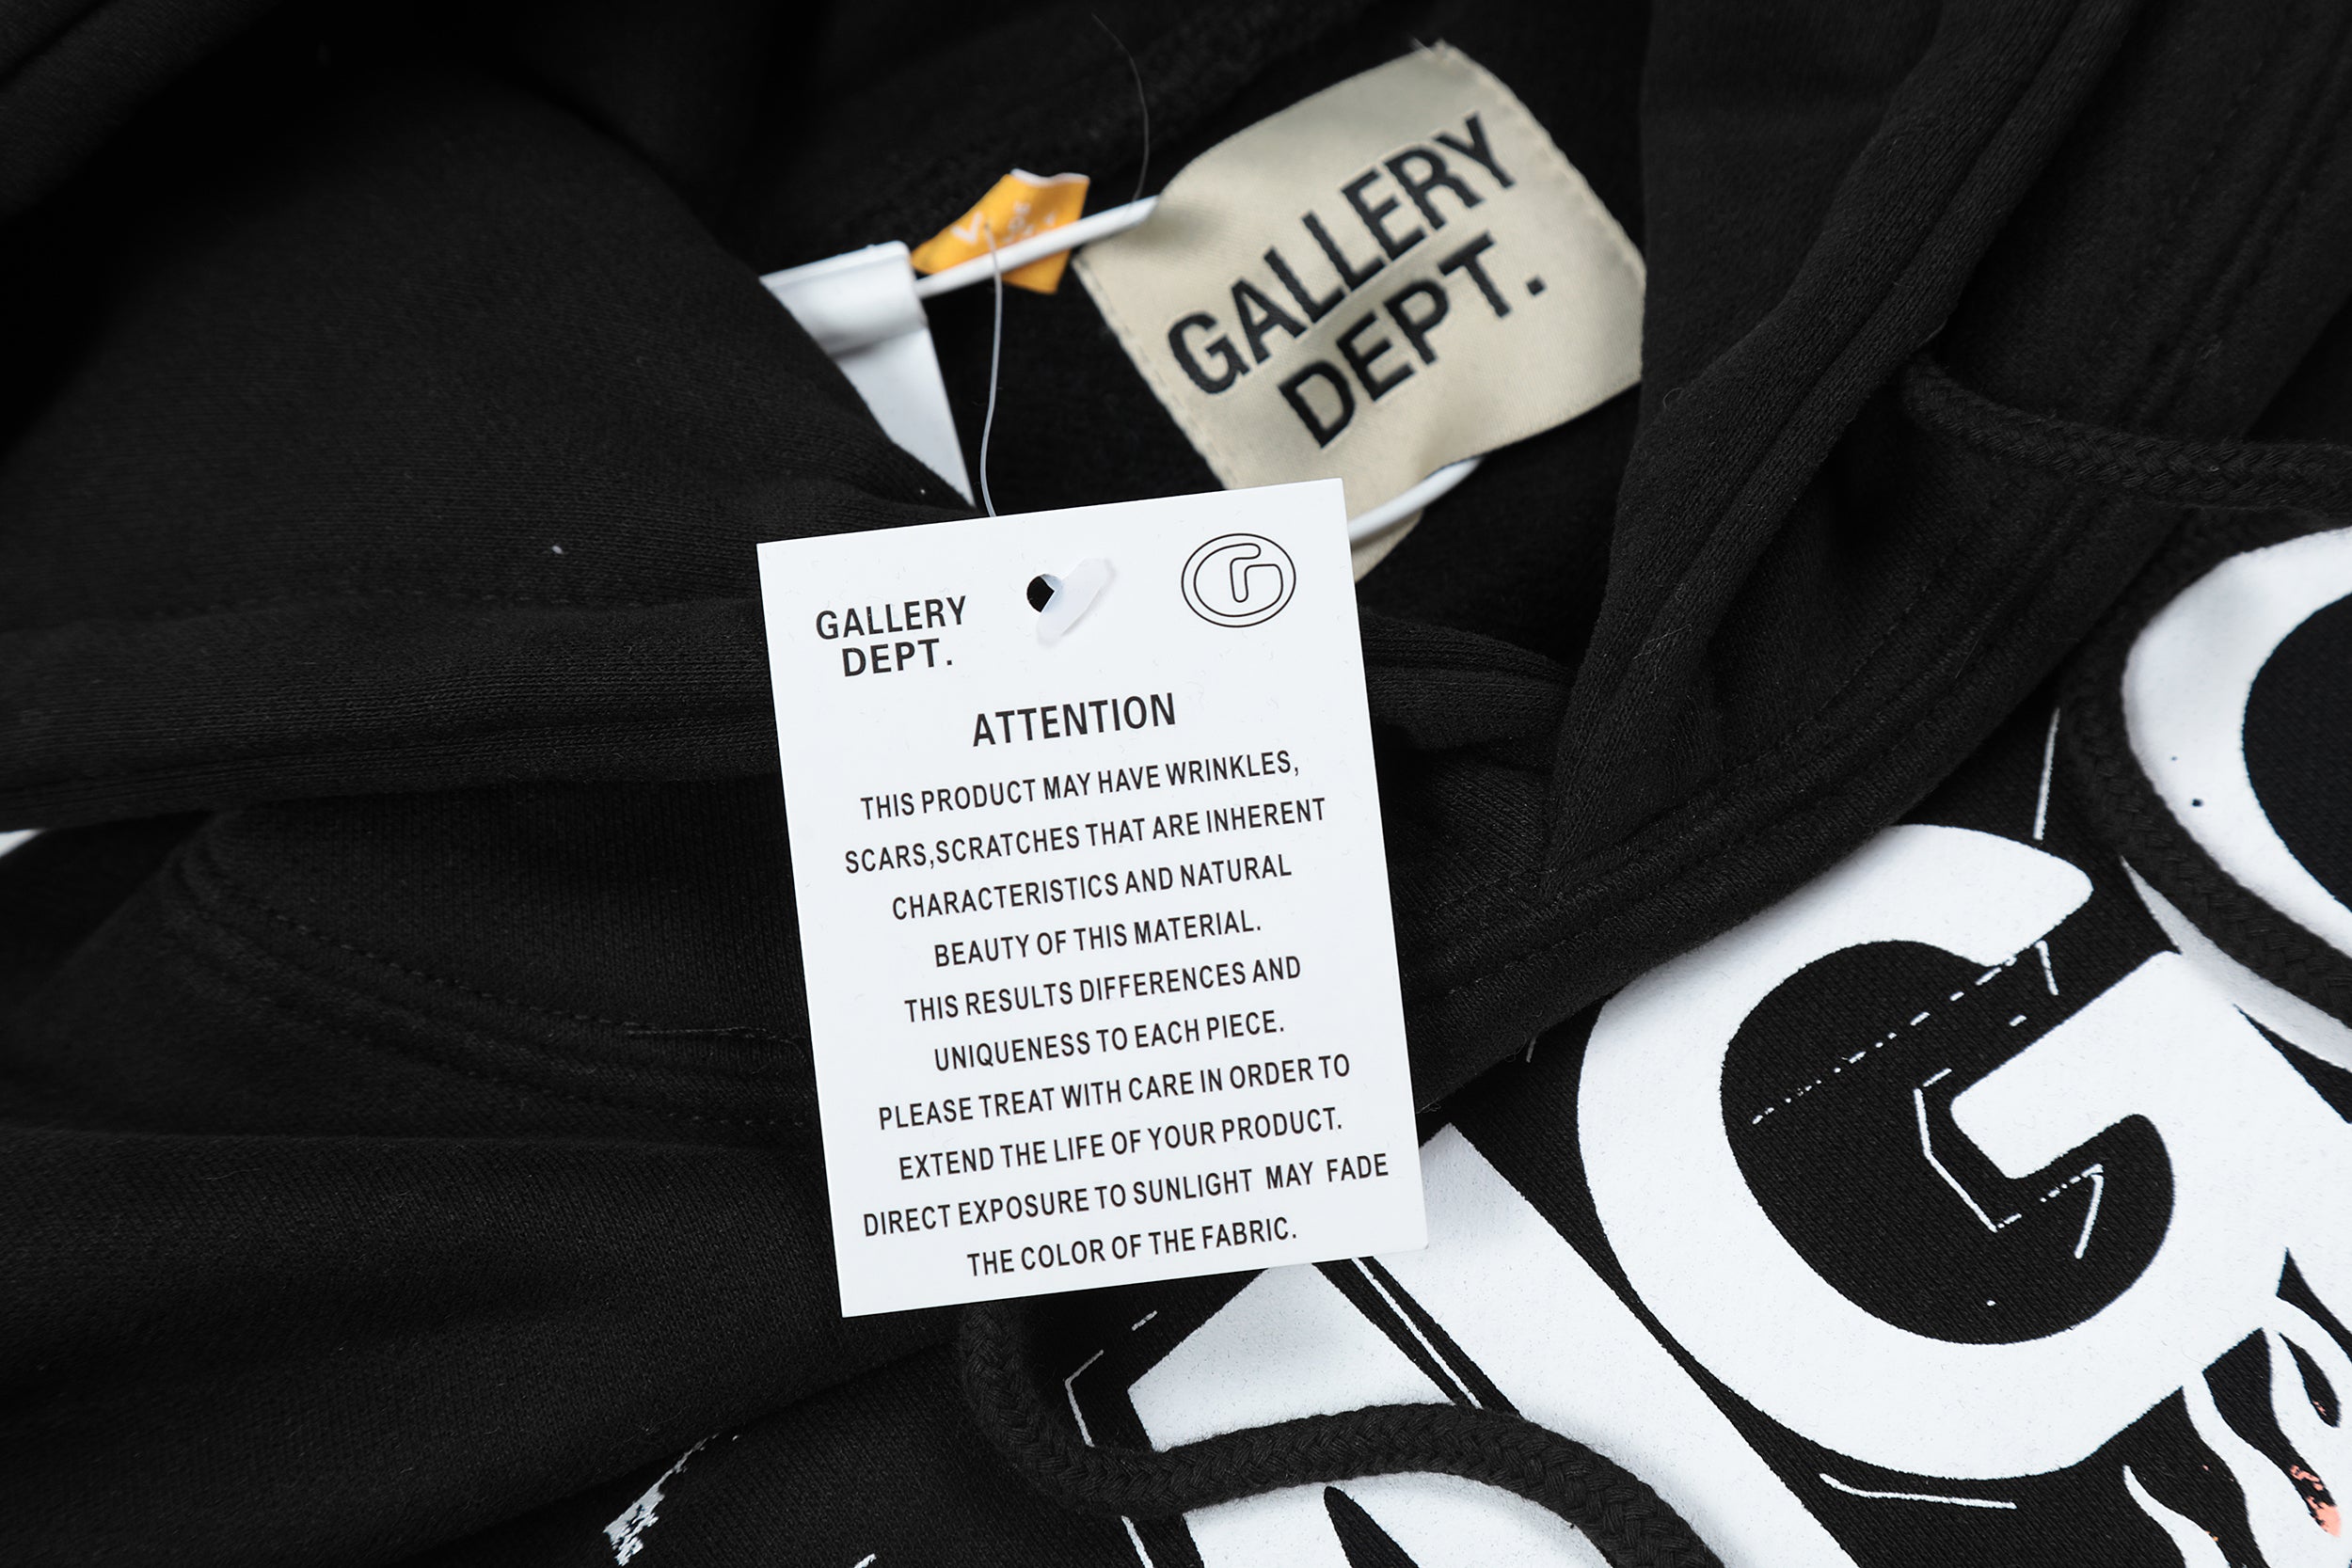 GALLERY
DEPT.
GALLERY
DEPT.
G
ATTENTION
THIS PRODUCT MAY HAVE WRINKLES,
SCARS,SCRATCHES THAT ARE INHERENT
CHARACTERISTICS AND NATURAL
BEAUTY OF THIS MATERIAL.
THIS RESULTS DIFFERENCES AND
UNIQUENESS TO EACH PIECE.
PLEASE TREAT WITH CARE IN ORDER TO
EXTEND THE LIFE OF YOUR PRODUCT.
DIRECT EXPOSURE TO SUNLIGHT MAY FADE
THE COLOR OF THE FABRIC.
G